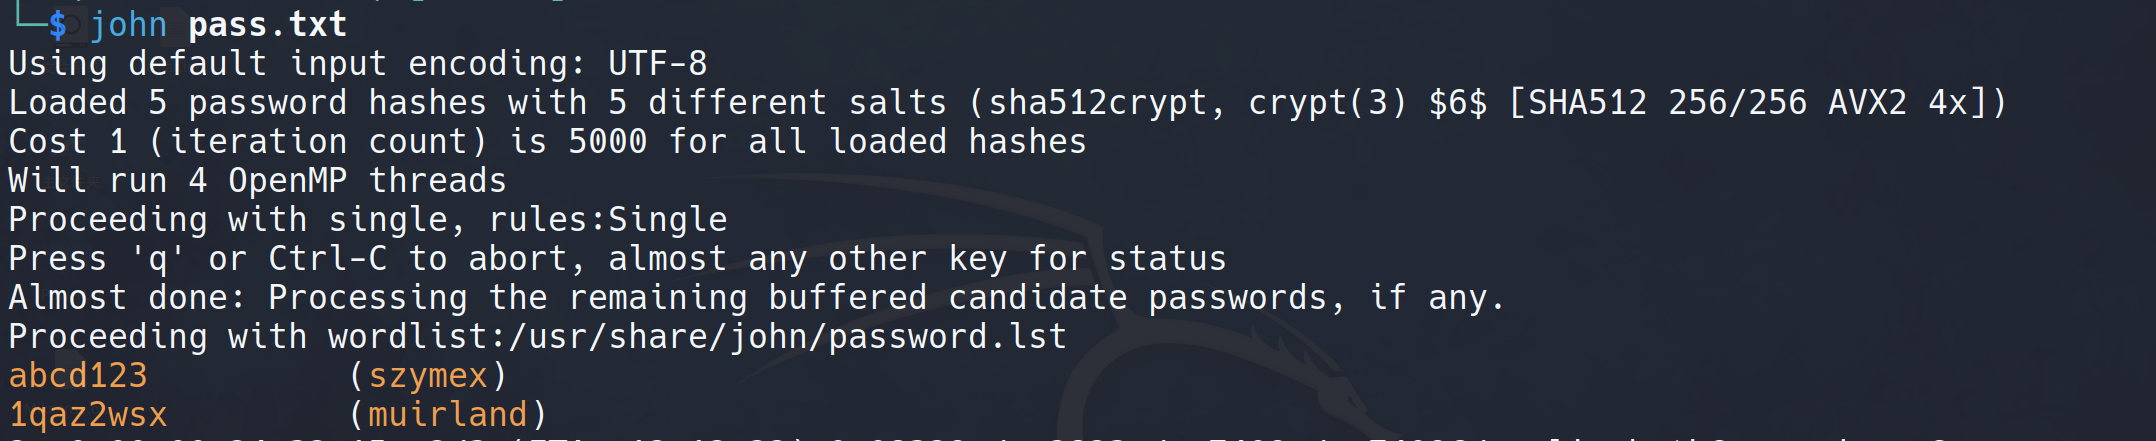 └─$ john pass.txt
Using default input encoding: UTF-8
Loaded 5 password hashes with 5 different salts (sha512crypt, crypt(3) $6$ [SHA512 256/256 AVX2 4x])
Cost 1 (iteration count) is 5000 for all loaded hashes
Will run 4 OpenMP threads
Proceeding with single, rules:Single
Press 'q' or Ctrl-C to abort, almost any other key for status
Almost done: Processing the remaining buffered candidate passwords, if any.
Proceeding with wordlist:/usr/share/john/password.lst
abcd123          (szymex)
1qaz2wsx         (muirland)